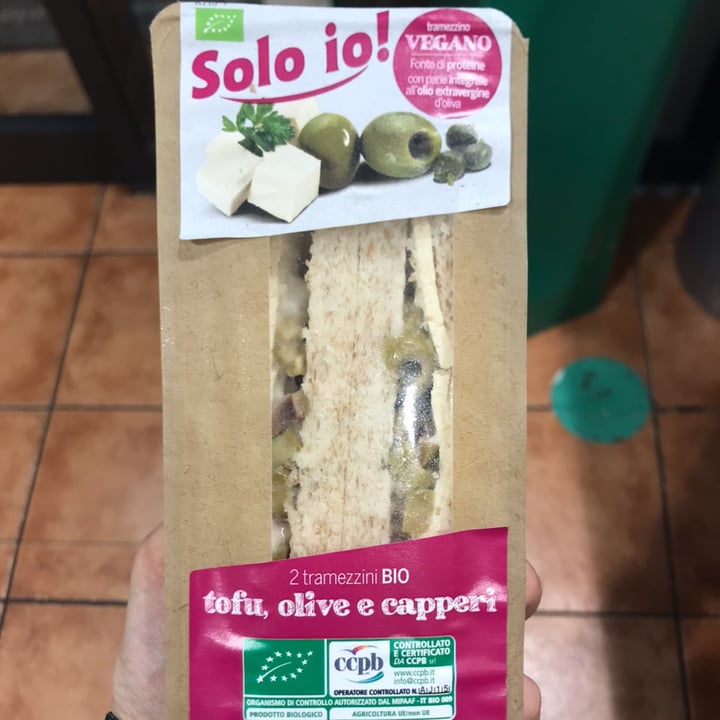 Solo io!
tramezzino
VEGANO
Fonte di proteine
con pane integrale
all'olio extravergine
d'oliva
2 tramezzini BIO
tofu, olive e capperi
ccpb
CONTROLLATO
E CERTIFICATO
DA CCPB srl
www.ccpb.it
info@ccpb.it
OPERATORE CONTROLLATO N.
ORGANISMO DI CONTROLLO AUTORIZZATO DAL MIPAAF - IT BIO 009
PRODOTTO BIOLOGICO
AGRICOLTURA UE/non UE